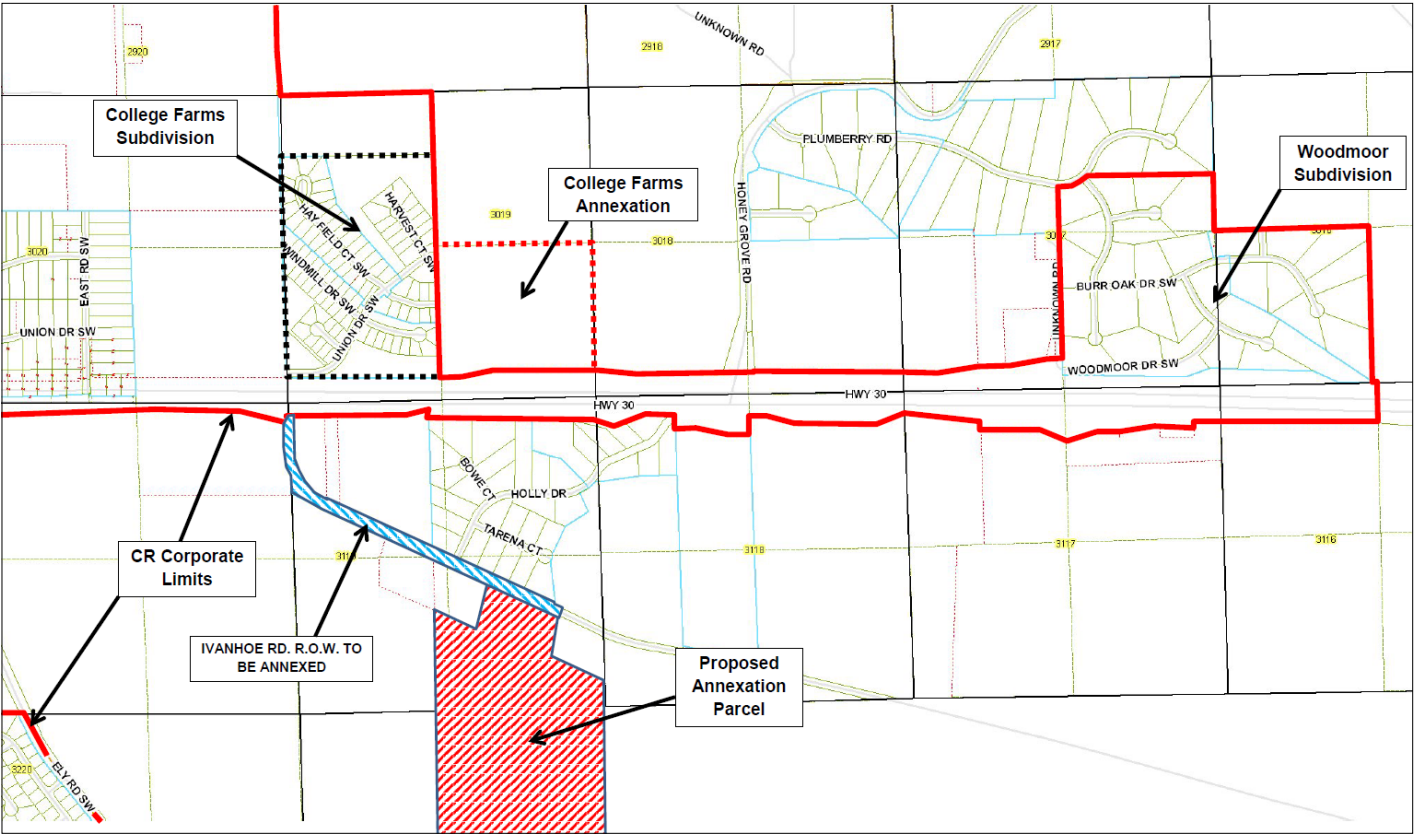 UNKNOWN RD
2920
2918
2917
College Farms
Subdivision
PLUMBERRY RD
Woodmoor
Subdivision
College Farms
Annexation
HARVEST CT SW
HAY FIELD CT SW
3019
HONEY GROVE RD
3018
3020
EAST RD SW
WINDMILL DR SW
UNKNOWN RD
BURR OAK DR SW
UNION DR SW
UNION DR SW
WOODMOOR DR SW
HWY 30
HWY 30
BOWE CT
HOLLY DR
TARENA CT
3118
3117
3116
CR Corporate
Limits
IVANHOE RD. R.O.W. TO
BE ANNEXED
Proposed
Annexation
Parcel
3220
ELY RD SW